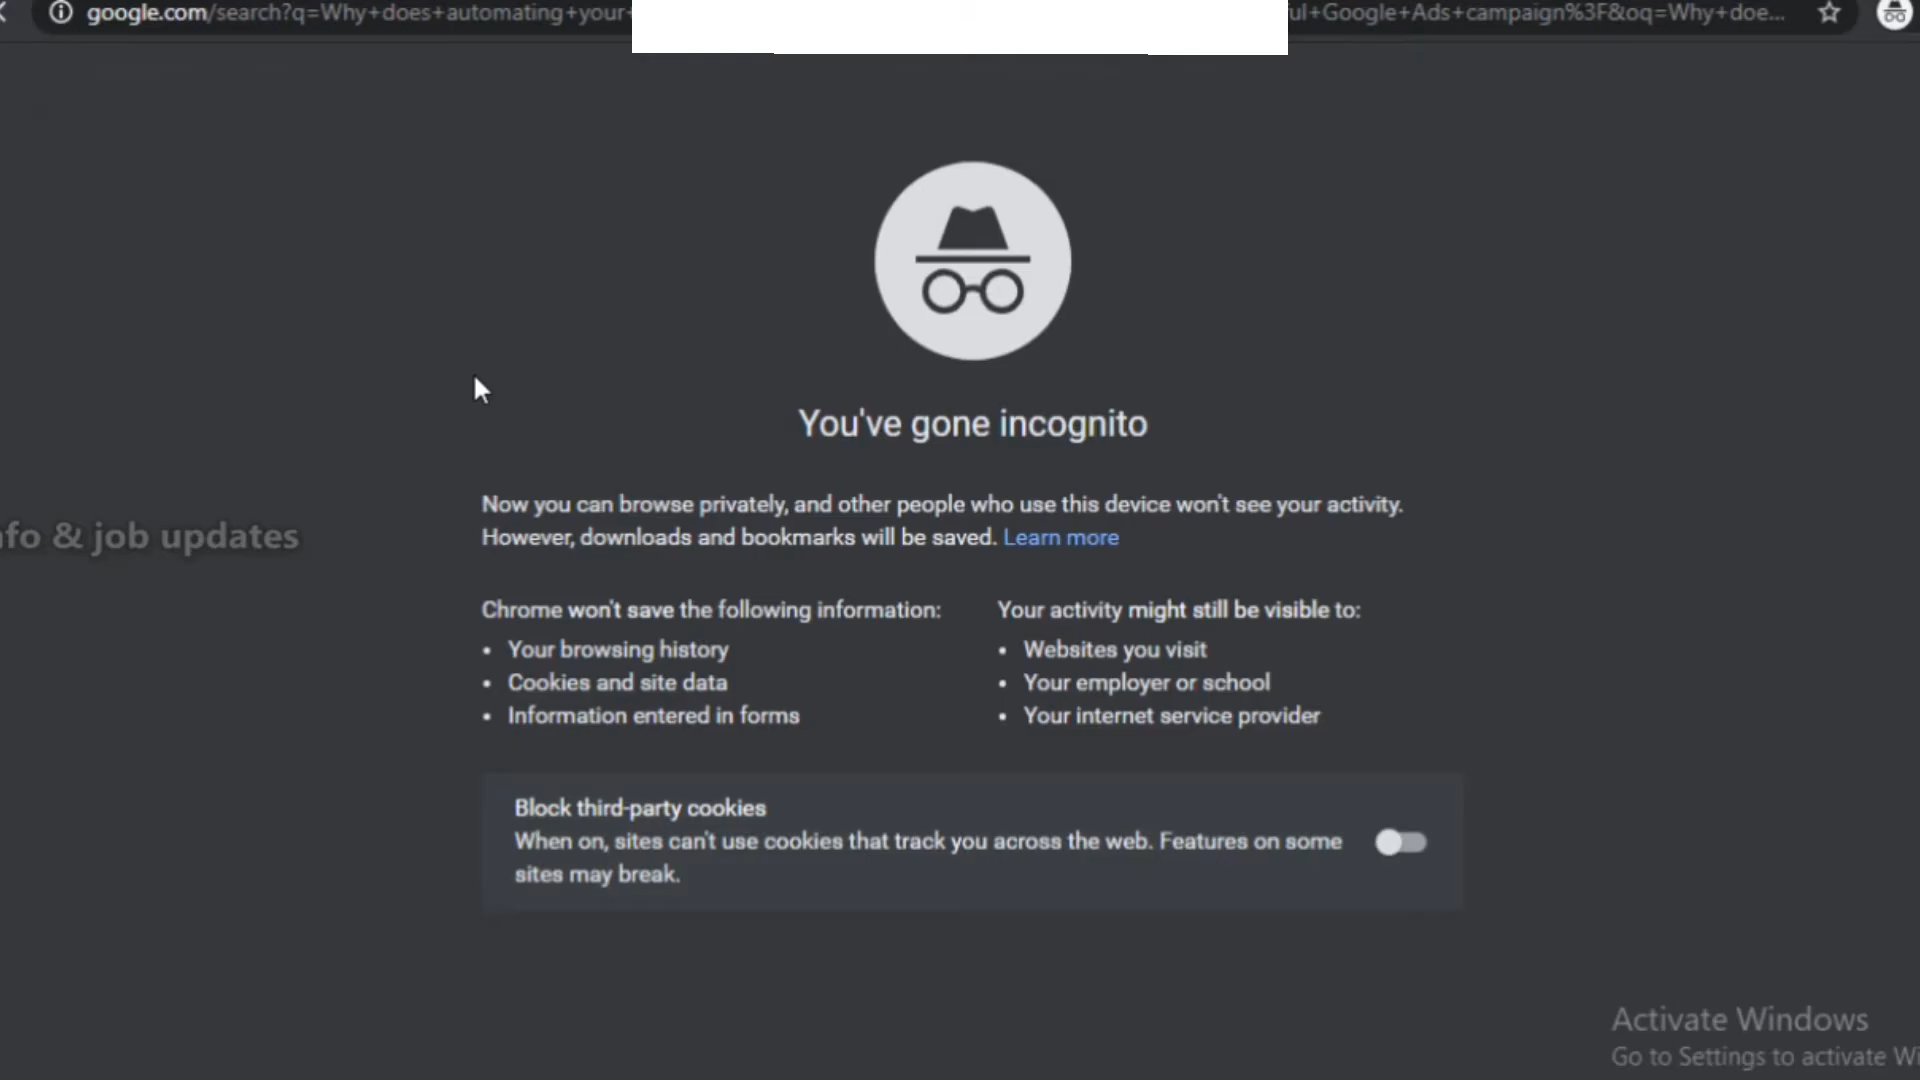 google.com/search?q=Why+does+automating+your+ ul+Google+Ads+campaign%3F&oq=Why+doe...
You've gone incognito
Now you can browse privately, and other people who use this device won't see your activity.
However, downloads and bookmarks will be saved. Learn more
nfo & job updates
Chrome won't save the following information:
• Your browsing history
• Cookies and site data
• Information entered in forms
Your activity might still be visible to:
• Websites you visit
• Your employer or school
• Your internet service provider
Block third-party cookies
When on, sites can't use cookies that track you across the web. Features on some
sites may break.
Activate Windows
Go to Settings to activate Wi